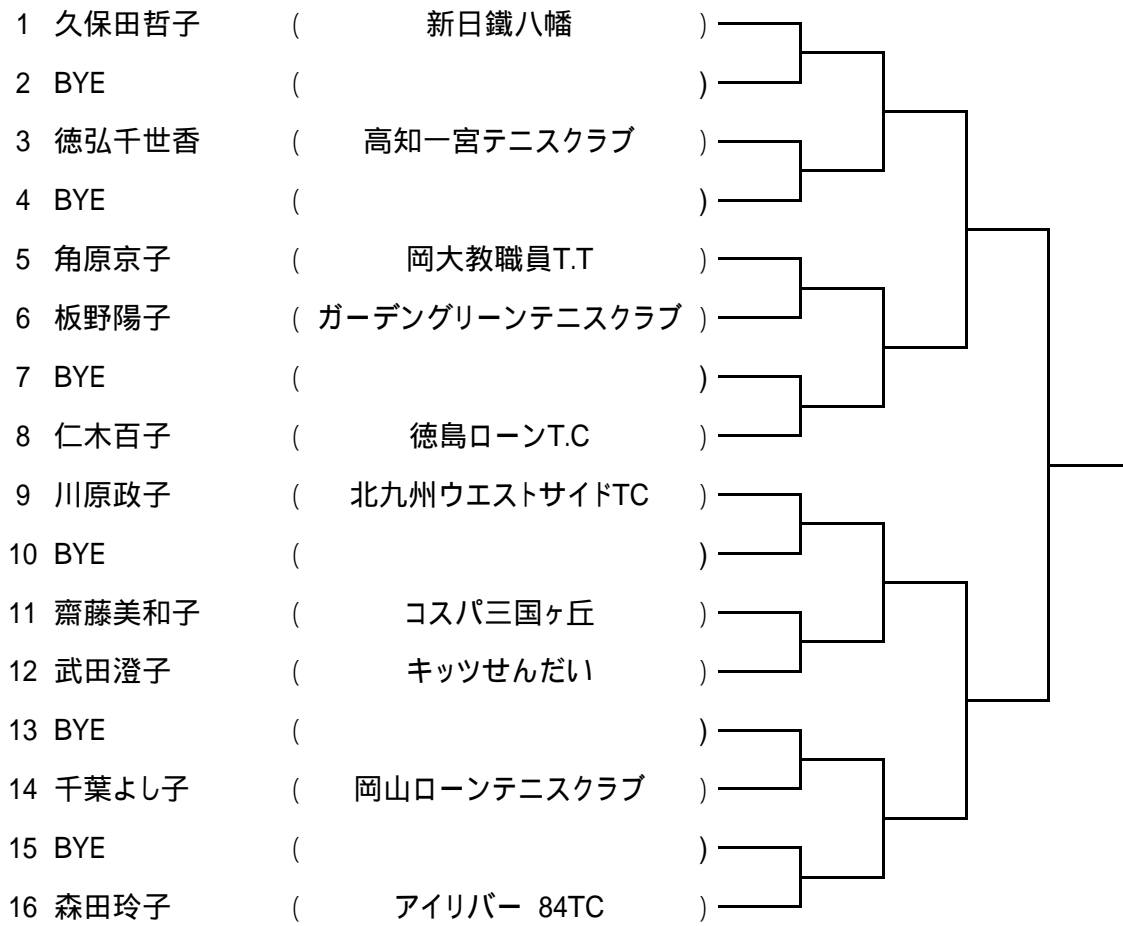 1 久保田哲子 ( 新日鐵八幡 )
2 BYE ( )
3 徳弘千世香 ( 高知一宮テニスクラブ )
4 BYE ( )
5 角原京子 ( 岡大教職員T.T )
6 板野陽子 ( ガーデングリーンテニスクラブ )
7 BYE ( )
8 仁木百子 ( 徳島ローンT.C )
9 川原政子 ( 北九州ウエストサイドTC )
10 BYE ( )
11 齋藤美和子 ( コスパ三国ヶ丘 )
12 武田澄子 ( キッツせんだい )
13 BYE ( )
14 千葉よし子 ( 岡山ローンテニスクラブ )
15 BYE ( )
16 森田玲子 ( アイリバー 84TC )